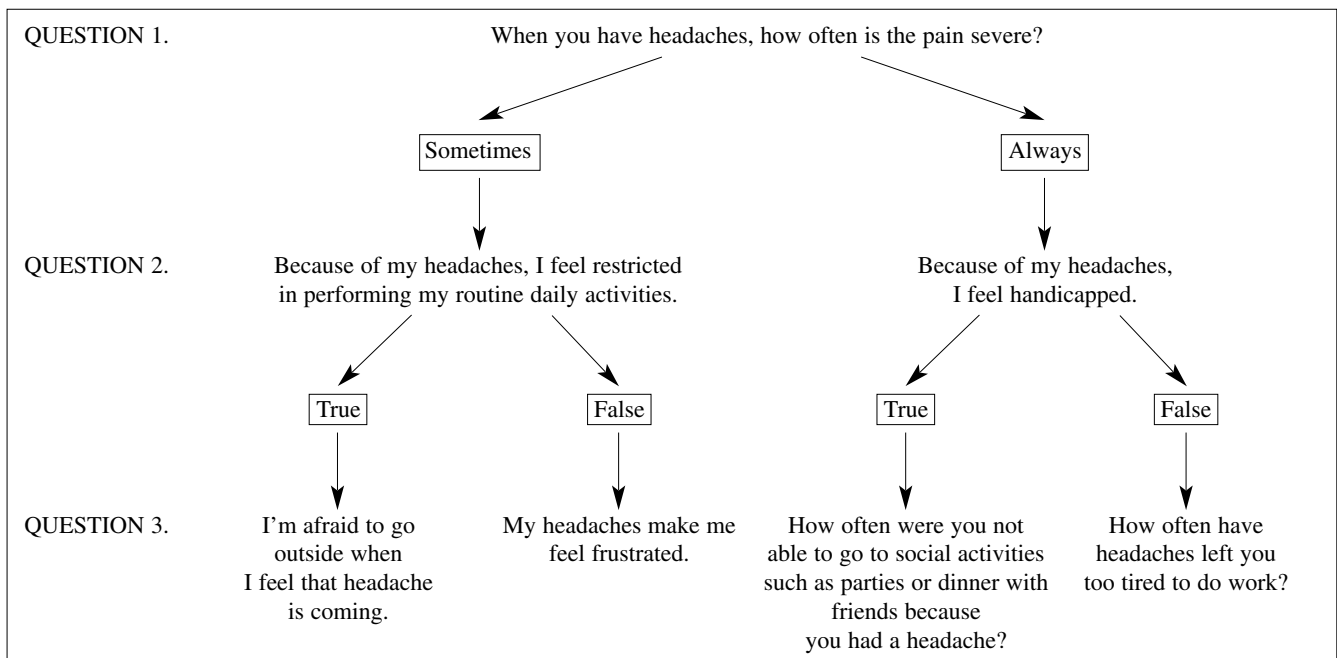 QUESTION 1.
When you have headaches, how often is the pain severe?
Sometimes
Always
QUESTION 2.
Because of my headaches, I feel restricted
in performing my routine daily activities.
Because of my headaches,
I feel handicapped.
True
False
True
False
QUESTION 3.
I'm afraid to go
outside when
I feel that headache
is coming.
My headaches make me
feel frustrated.
How often were you not
able to go to social activities
such as parties or dinner with
friends because
you had a headache?
How often have
headaches left you
too tired to do work?